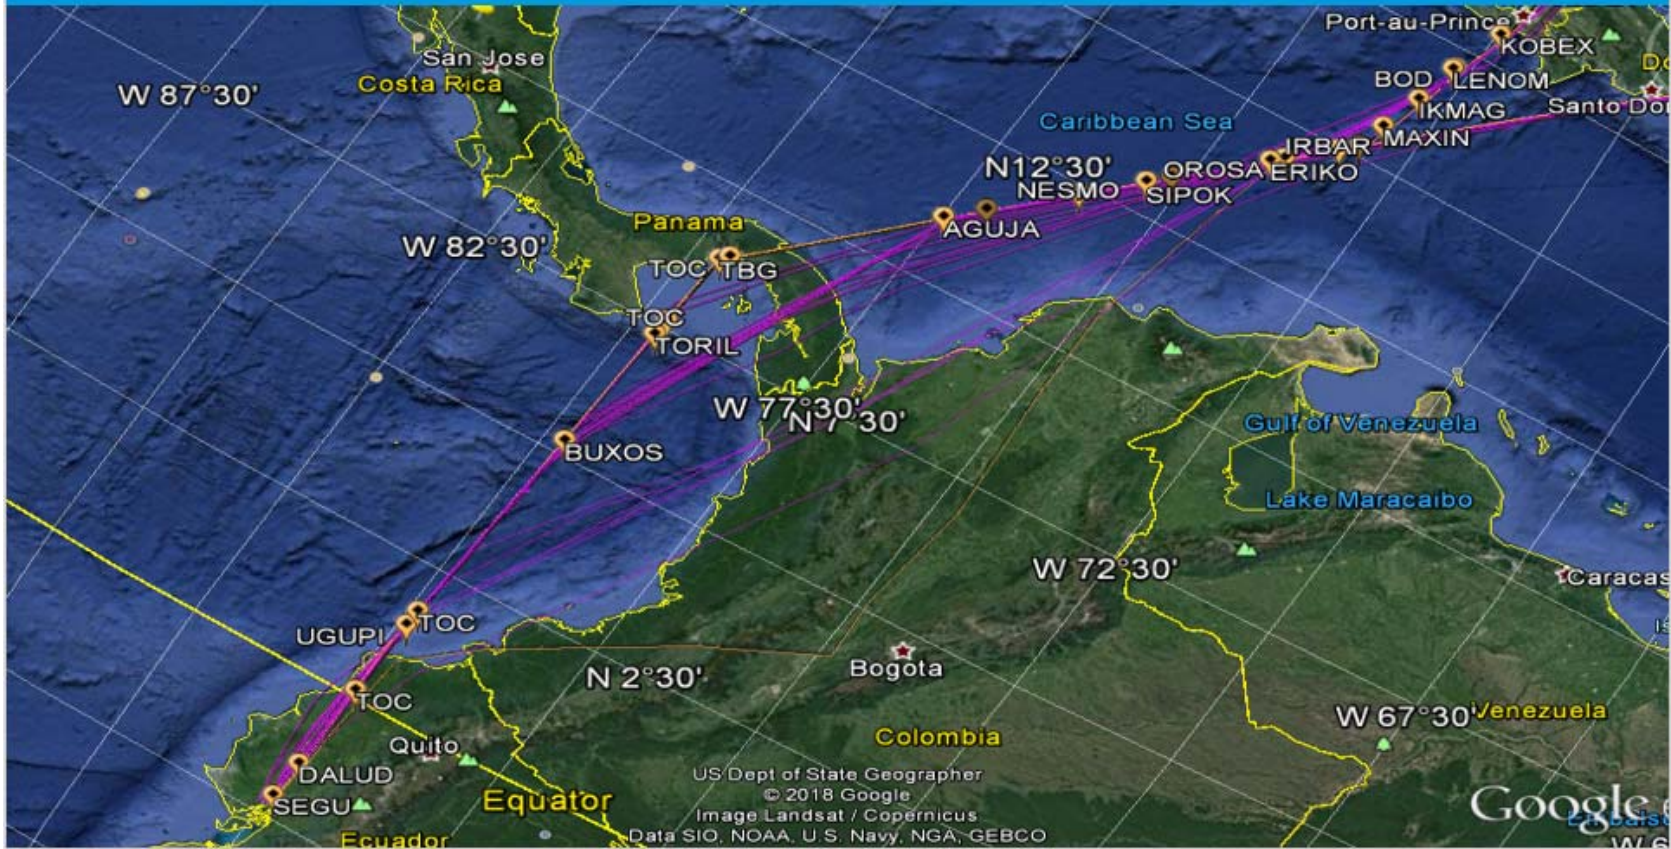 Port-au-Prince
KOBEX
San Jose
Costa Rica
W 87°30'
BOD
LENOM
IKMAG
Santo Do
Caribbean Sea
MAXIN
IRBAR
N12°30'
OROSA
ERIKO
NESMO
SIPOK
Panama
AGUJA
W 82°30'
TOC
TBG
TOC
TORIL
W 77°30'
N 7°30'
Gulf of Venezuela
BUXOS
Lake Maracaibo
W 72°30'
Caracas
UGUPI
TOC
Bogota
N 2°30'
TOC
W 67°30'
Venezuela
Quito
Colombia
DALUD
US Dept of State Geographer
SEGU
Equator
© 2018 Google
Image Landsat / Copernicus
Google
Data SIO, NOAA, U.S. Navy, NGA, GEBCO
Ecuador